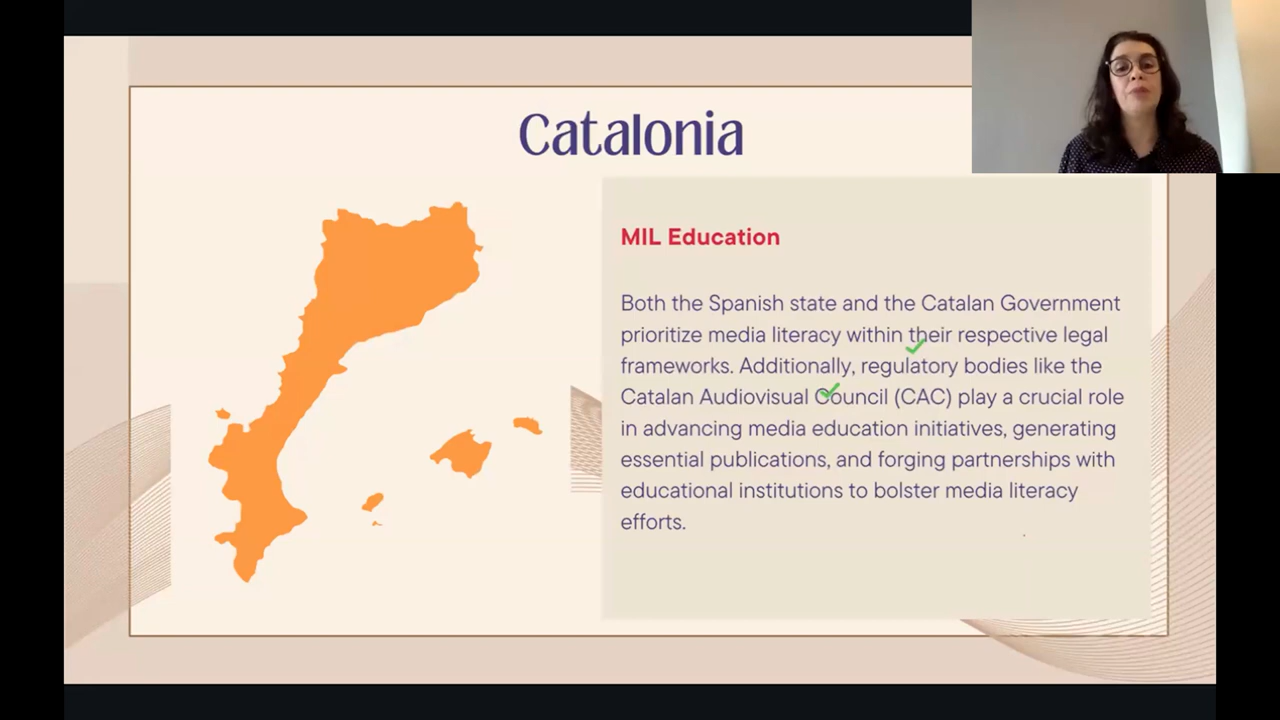 Catalonia
MIL Education
Both the Spanish state and the Catalan Government
prioritize media literacy within their respective legal
frameworks. Additionally, regulatory bodies like the
Catalan Audiovisual Council (CAC) play a crucial role
in advancing media education initiatives, generating
essential publications, and forging partnerships with
educational institutions to bolster media literacy
efforts.